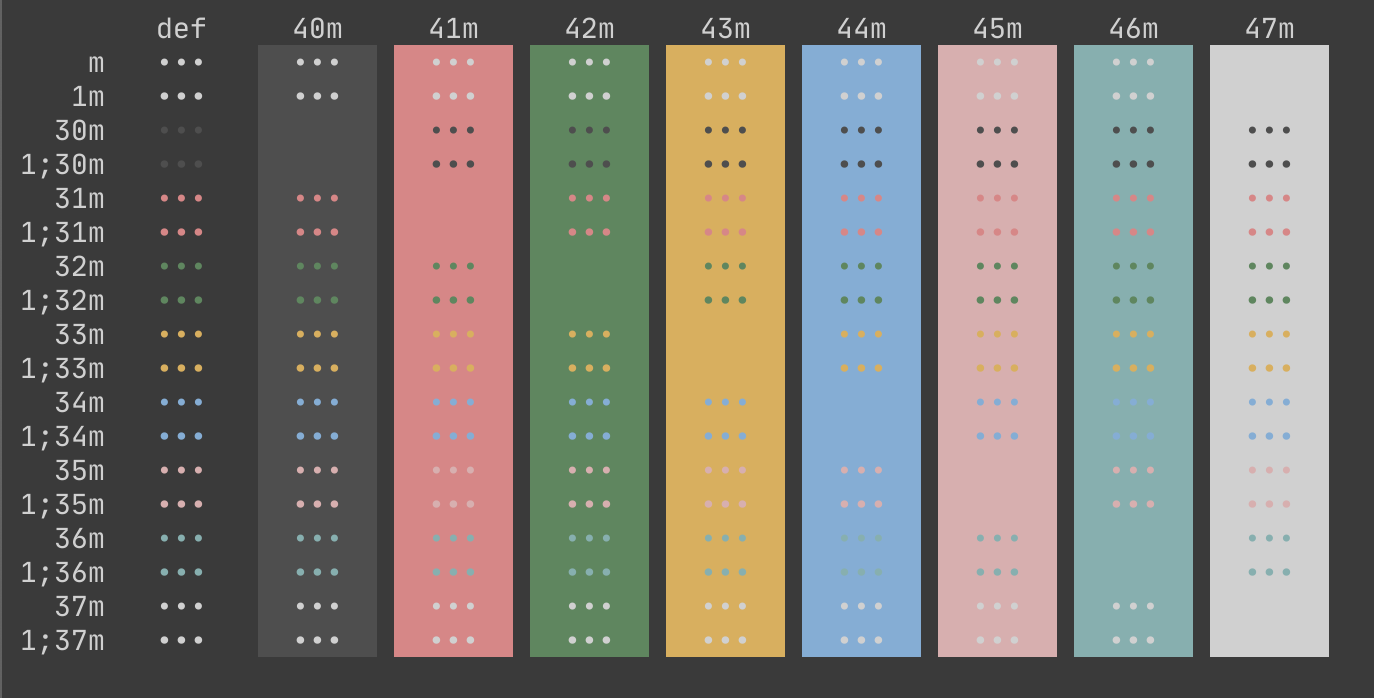 def 40m 41m 42m 43m 44m 45m 46m 47m
m ••• ••• ••• ••• ••• ••• ••• •••
1m ••• ••• ••• ••• ••• ••• ••• •••
30m ••• ••• ••• ••• ••• ••• ••• •••
1;30m ••• ••• ••• ••• ••• ••• ••• •••
31m ••• ••• ••• ••• ••• ••• ••• •••
1;31m ••• ••• ••• ••• ••• ••• ••• •••
32m ••• ••• ••• ••• ••• ••• ••• •••
1;32m ••• ••• ••• ••• ••• ••• ••• •••
33m ••• ••• ••• ••• ••• ••• ••• •••
1;33m ••• ••• ••• ••• ••• ••• ••• •••
34m ••• ••• ••• ••• ••• ••• ••• •••
1;34m ••• ••• ••• ••• ••• ••• ••• •••
35m ••• ••• ••• ••• ••• ••• ••• •••
1;35m ••• ••• ••• ••• ••• ••• ••• •••
36m ••• ••• ••• ••• ••• ••• ••• •••
1;36m ••• ••• ••• ••• ••• ••• ••• •••
37m ••• ••• ••• ••• ••• ••• ••• •••
1;37m ••• ••• ••• ••• ••• ••• ••• •••